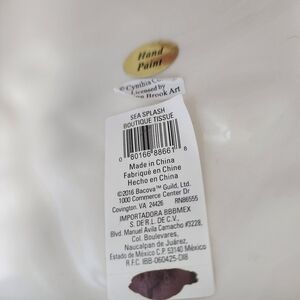 Hand
Paint
© Cynthia
Licensed by
Brook Art
SEA SPLASH
BOUTIQUE TISSUE
0 80166 88661 8
Made in China
Fabriqué en Chine
Hecho en China
©2016 Bacova™ Guild, Ltd.
1000 Commerce Center Dr
Covington, VA 24426 RN86555
IMPORTADORA BBBMEX
S. DE R.L. DE C.V.,
Blvd. Manuel Avila Camacho #3228,
Col. Boulevares,
Naucalpan de Juárez,
Estado de México C.P. 53140 México
R.F.C. IBB-060425-DI8